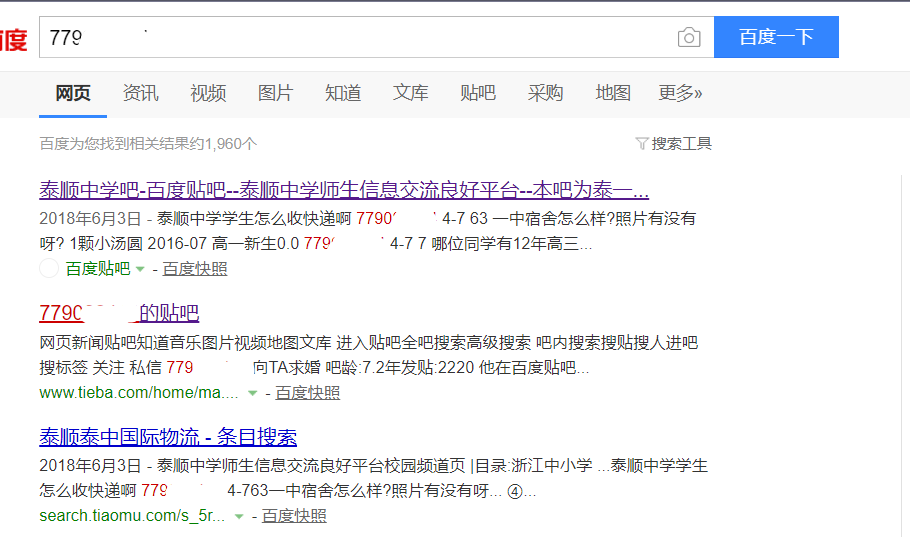 百度 779 百度一下
网页 资讯 视频 图片 知道 文库 贴吧 采购 地图 更多»
百度为您找到相关结果约1,960个 搜索工具
泰顺中学吧-百度贴吧--泰顺中学师生信息交流良好平台--本吧为泰一...
2018年6月3日 - 泰顺中学学生怎么收快递啊 7790 4-7 63 一中宿舍怎么样?照片有没有
呀? 1颗小汤圆 2016-07 高一新生0.0 779 4-7 7 哪位同学有12年高三...
百度贴吧 - 百度快照
7790 的贴吧
网页新闻贴吧知道音乐图片视频地图文库 进入贴吧全吧搜索高级搜索 吧内搜索搜贴搜人进吧
搜标签 关注 私信 779 向TA求婚 吧龄:7.2年发贴:2220 他在百度贴吧...
www.tieba.com/home/ma.... - 百度快照
泰顺泰中国际物流 - 条目搜索
2018年6月3日 - 泰顺中学师生信息交流良好平台校园频道页 |目录:浙江中小学 ...泰顺中学学生
怎么收快递啊 779 4-763一中宿舍怎么样?照片有没有呀... ④...
search.tiaomu.com/s_5r... - 百度快照